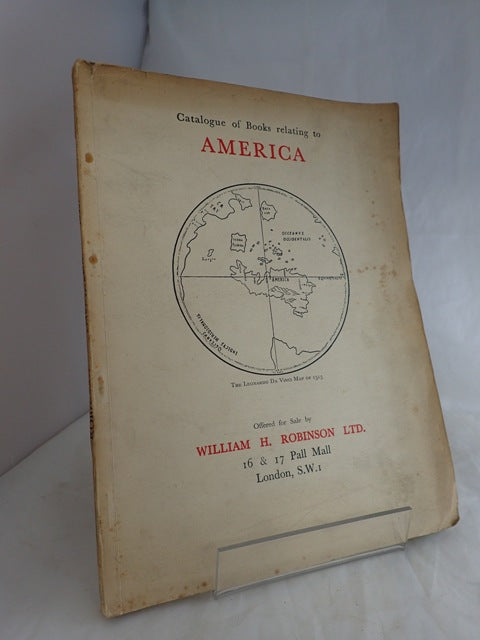 Catalogue of Books relating to
AMERICA
OCCEANVS
OCCIDENTALIS
AMERICA
THE LEONARDO DA VINCI MAP OF 1515
Offered for Sale by
WILLIAM H. ROBINSON LTD.
16 & 17 Pall Mall
London, S.W.1